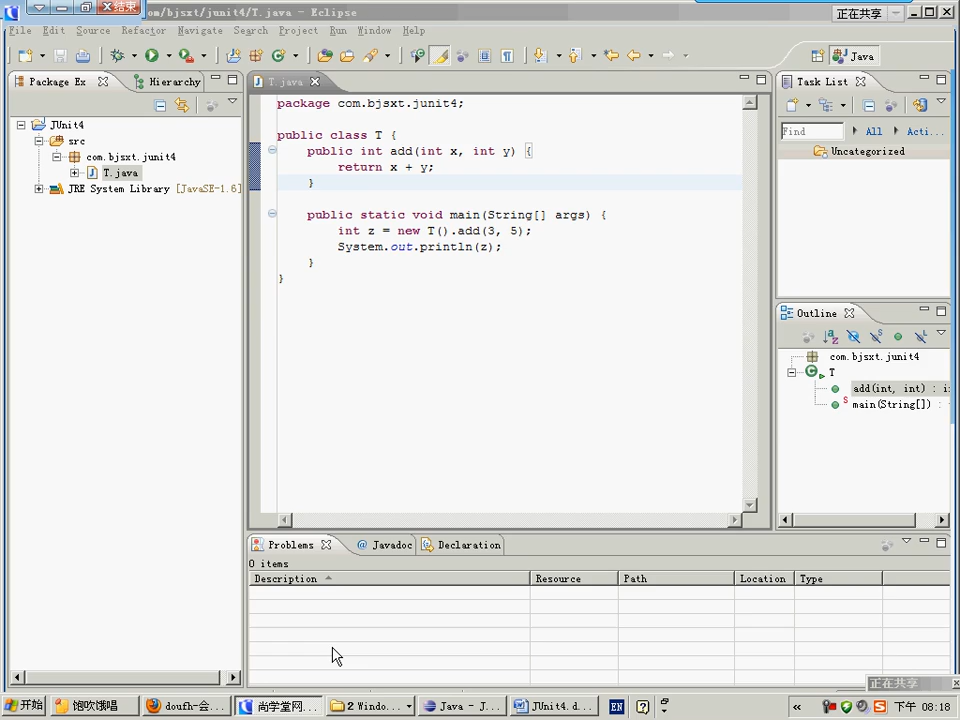 结束
om/bjsxt/junit4/T.java - Eclipse
正在共享
File Edit Source Refactor Navigate Search Project Run Window Help
Java
Package Ex
Hierarchy
T.java
Task List
Find
All
Acti...
Uncategorized
JUnit4
src
com.bjsxt.junit4
T.java
JRE System Library [JavaSE-1.6]
package com.bjsxt.junit4;
public class T {
public int add(int x, int y) {
return x + y;
}
public static void main(String[] args) {
int z = new T().add(3, 5);
System.out.println(z);
}
}
Outline
com.bjsxt.junit4
T
add(int, int) : i
main(String[]) :
Problems
@ Javadoc
Declaration
0 items
Description Resource Path Location Type
正在共享
开始
饱吹饿唱
doufh-会...
尚学堂网...
2 Windo...
Java - J...
JUnit4.d...
EN
下午 08:18